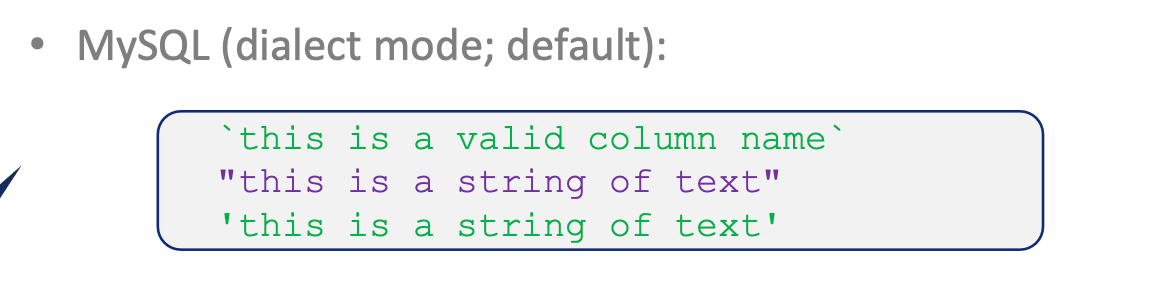 • MySQL (dialect mode; default):
`this is a valid column name`
"this is a string of text"
'this is a string of text'